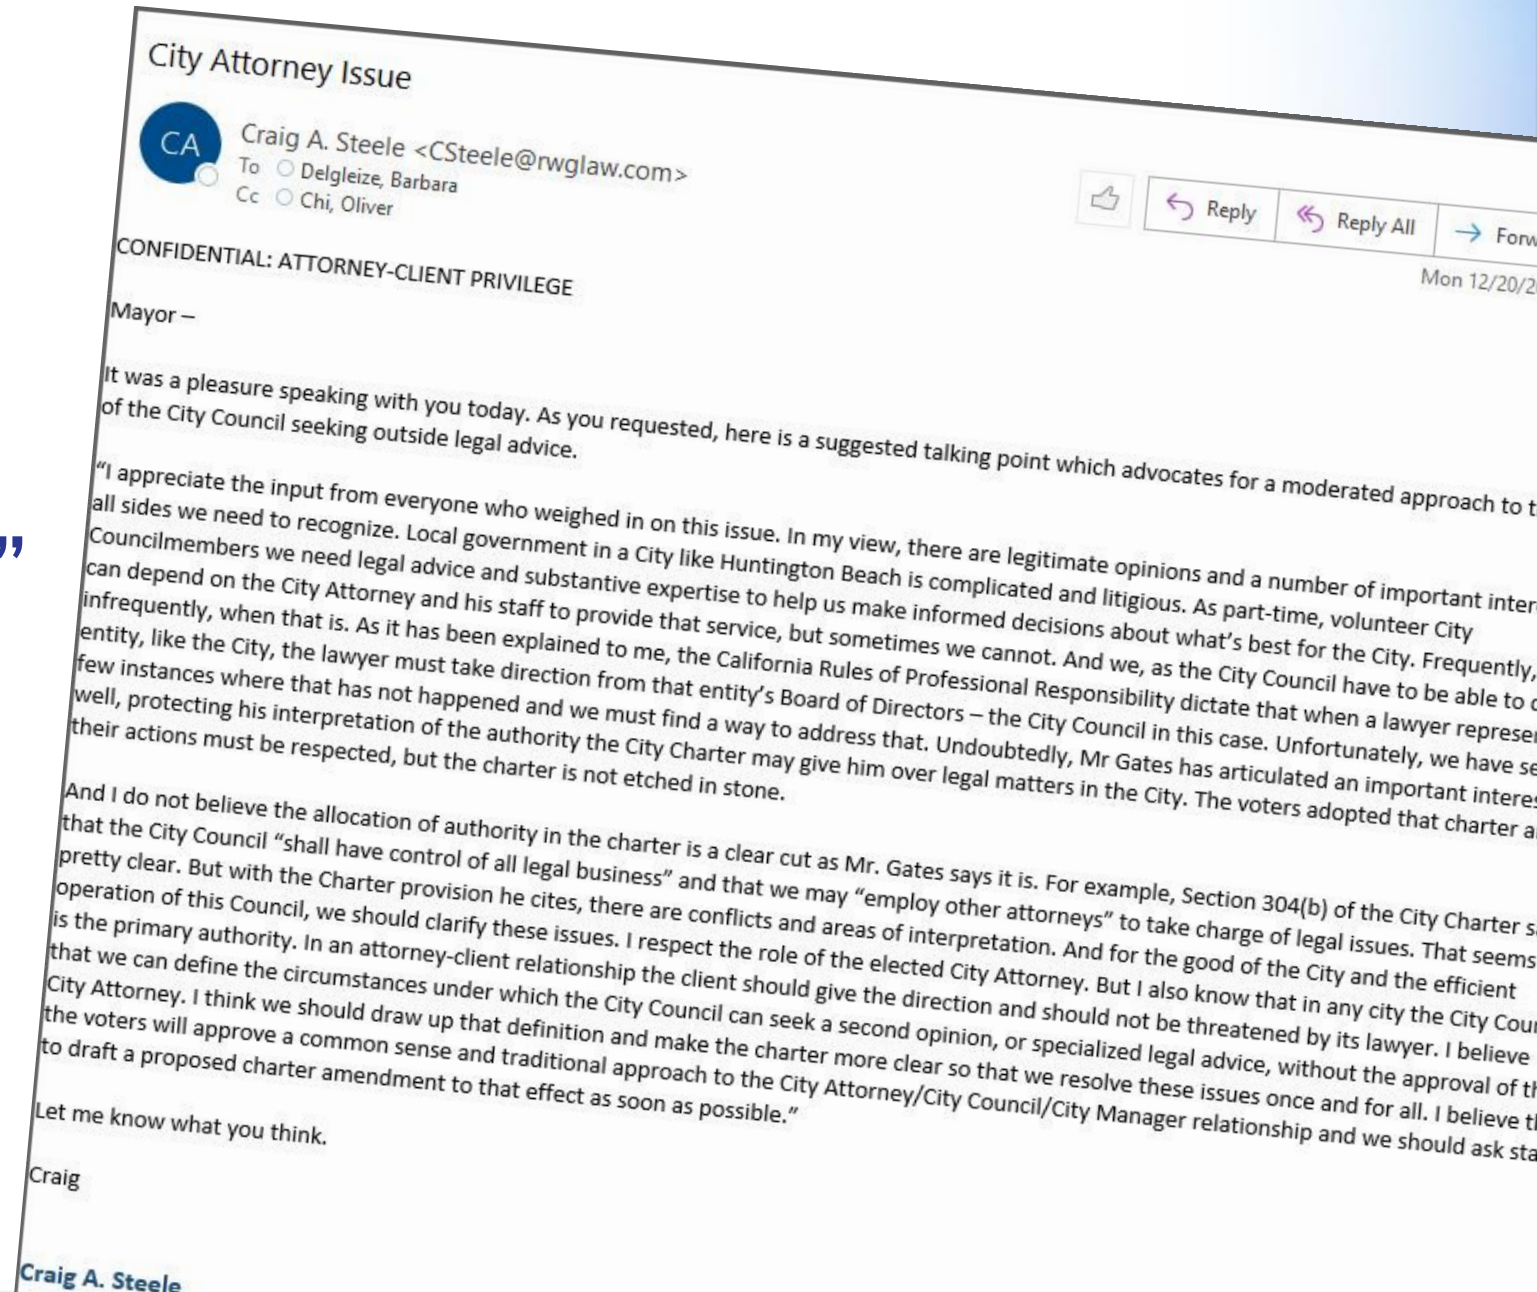 City Attorney Issue
CA
Craig A. Steele <CSteele@rwglaw.com>
To Delgleize, Barbara
Cc Chi, Oliver
Reply
Reply All
Mon 12/20/
CONFIDENTIAL: ATTORNEY-CLIENT PRIVILEGE
Mayor –
It was a pleasure speaking with you today. As you requested, here is a suggested talking point which advocates for a moderated approach to
of the City Council seeking outside legal advice.
“I appreciate the input from everyone who weighed in on this issue. In my view, there are legitimate opinions and a number of important
all sides we need to recognize. Local government in a City like Huntington Beach is complicated and litigious. As part-time, volunteer City
Councilmembers we need legal advice and substantive expertise to help us make informed decisions about what’s best for the City. Frequently,
can depend on the City Attorney and his staff to provide that service, but sometimes we cannot. And we, as the City Council have to be able to
infrequently, when that is. As it has been explained to me, the California Rules of Professional Responsibility dictate that when a lawyer
entity, like the City, the lawyer must take direction from that entity’s Board of Directors – the City Council in this case. Unfortunately, we have
few instances where that has not happened and we must find a way to address that. Undoubtedly, Mr Gates has articulated an important
well, protecting his interpretation of the authority the City Charter may give him over legal matters in the City. The voters adopted that charter
their actions must be respected, but the charter is not etched in stone.
And I do not believe the allocation of authority in the charter is a clear cut as Mr. Gates says it is. For example, Section 304(b) of the City Charter
that the City Council “shall have control of all legal business” and that we may “employ other attorneys” to take charge of legal issues. That seems
pretty clear. But with the Charter provision he cites, there are conflicts and areas of interpretation. And for the good of the City and the efficient
operation of this Council, we should clarify these issues. I respect the role of the elected City Attorney. But I also know that in any city the City
is the primary authority. In an attorney-client relationship the client should give the direction and should not be threatened by its lawyer. I believe
that we can define the circumstances under which the City Council can seek a second opinion, or specialized legal advice, without the approval of
City Attorney. I think we should draw up that definition and make the charter more clear so that we resolve these issues once and for all. I believe
the voters will approve a common sense and traditional approach to the City Attorney/City Council/City Manager relationship and we should ask
to draft a proposed charter amendment to that effect as soon as possible.”
Let me know what you think.
Craig
Craig A. Steele